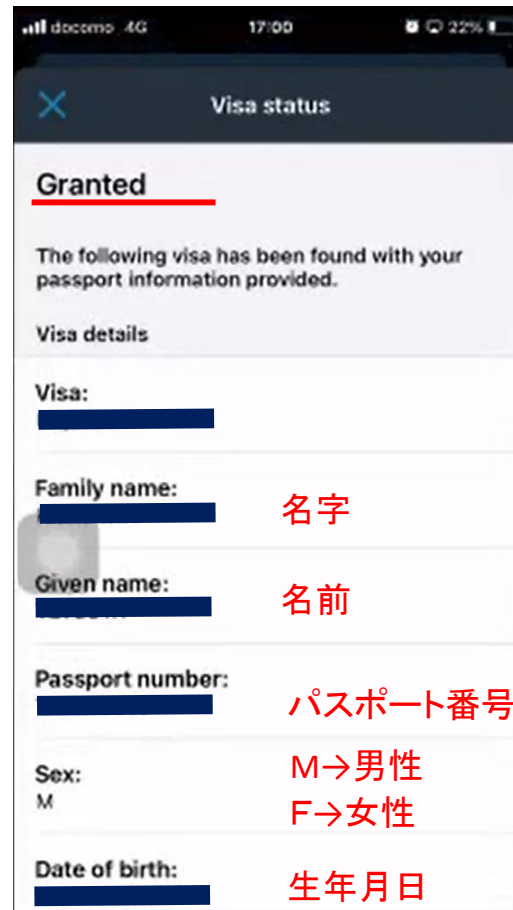 docomo 4G 17:00 22%
Visa status
Granted
The following visa has been found with your
passport information provided.
Visa details
Visa:
Family name:
名字
Given name:
名前
Passport number:
パスポート番号
Sex:
M
M→男性
F→女性
Date of birth:
生年月日